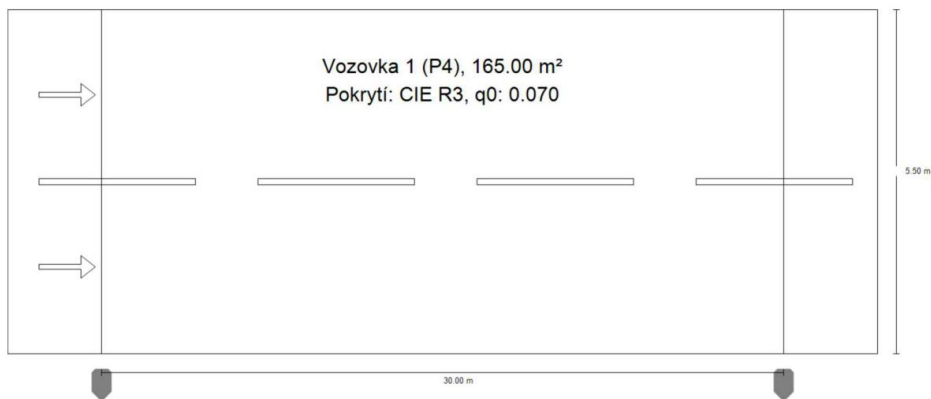 Vozovka 1 (P4), 165.00 m²
Pokrytí: CIE R3, q0: 0.070
5.50 m
30.00 m